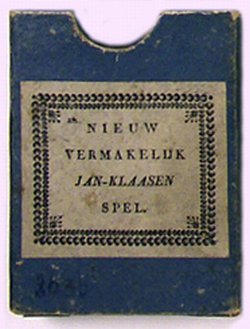 NIEUW
VERMAKELIJK
JAN-KLAASEN
SPEL.